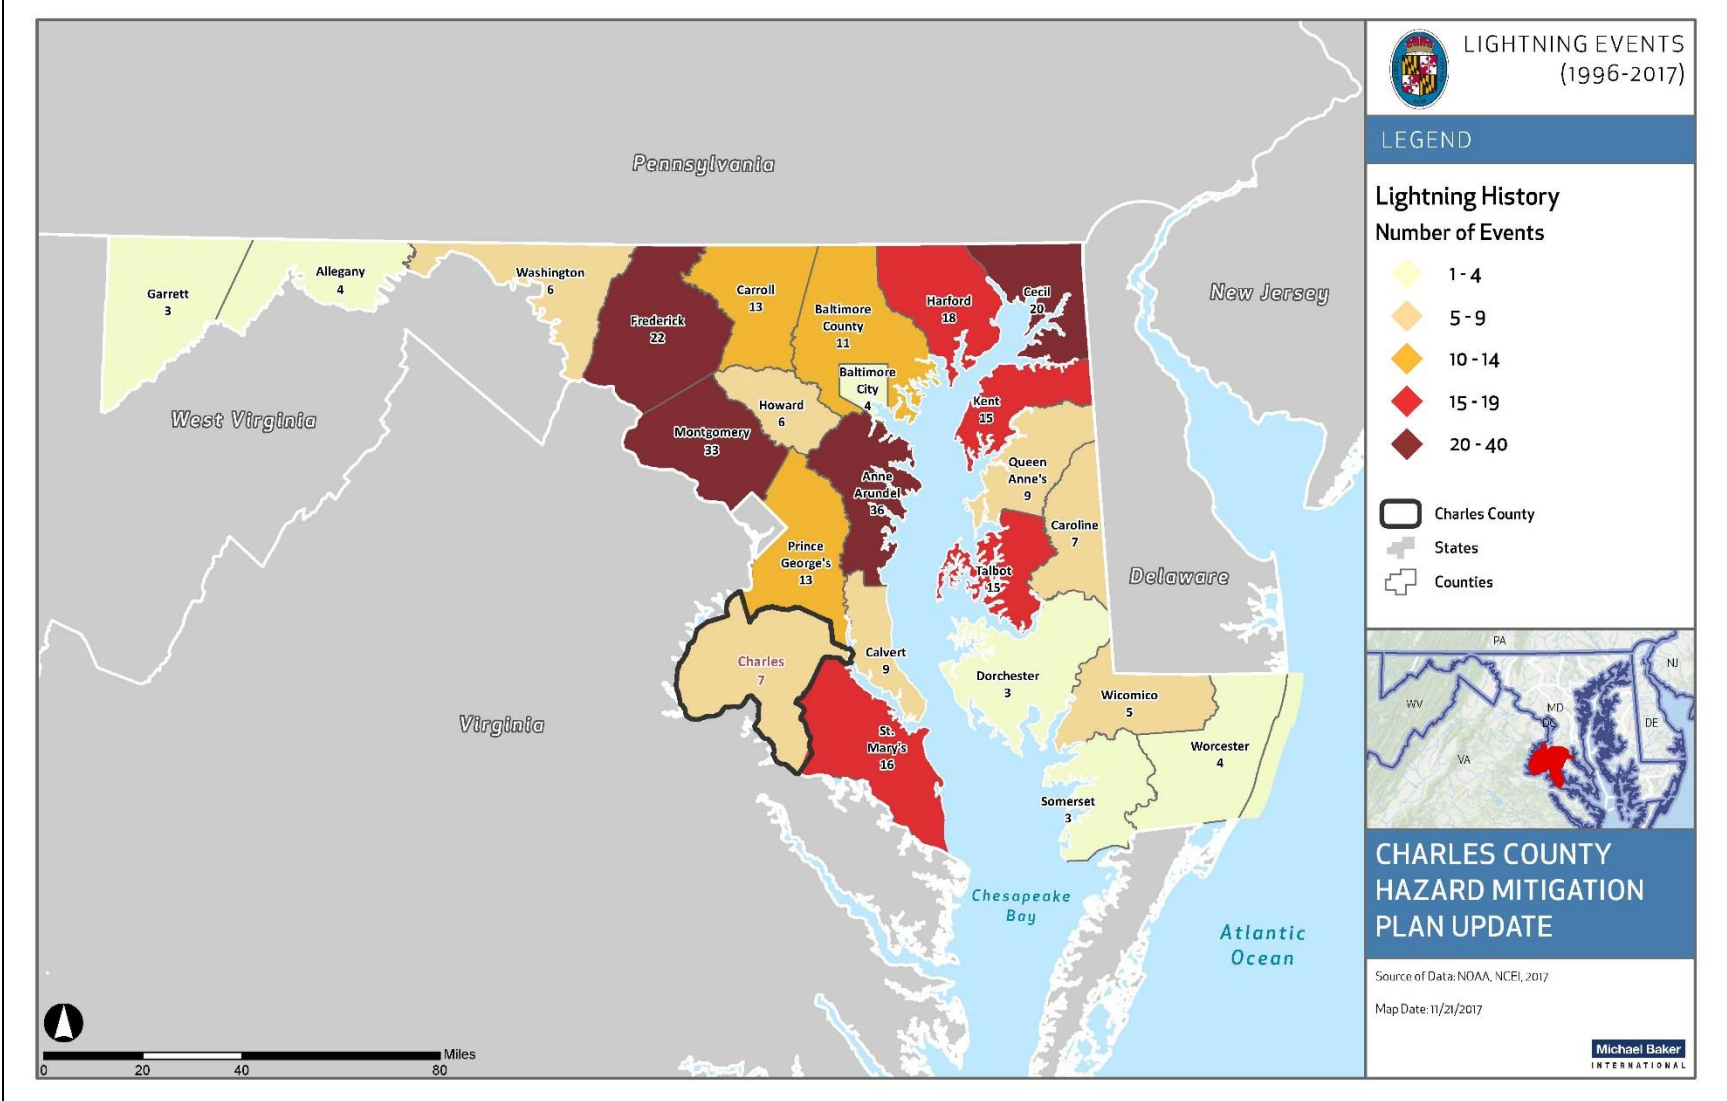 LIGHTNING EVENTS
(1996-2017)
LEGEND
Lightning History
Number of Events
1 - 4
5 - 9
10 - 14
15 - 19
20 - 40
Charles County
States
Counties
PA
NJ
WV
MD
DC
DE
VA
CHARLES COUNTY
HAZARD MITIGATION
PLAN UPDATE
Source of Data: NOAA, NCEI, 2017
Map Date: 11/21/2017
Michael Baker
INTERNATIONAL
Pennsylvania
New Jersey
West Virginia
Virginia
Delaware
Chesapeake
Bay
Atlantic
Ocean
Garrett
3
Allegany
4
Washington
6
Frederick
22
Carroll
13
Baltimore
County
11
Baltimore
City
4
Harford
18
Cecil
20
Howard
6
Montgomery
33
Kent
15
Queen
Anne's
9
Anne
Arundel
36
Caroline
7
Prince
George's
13
Talbot
15
Charles
7
Calvert
9
Dorchester
3
Wicomico
5
St.
Mary's
16
Worcester
4
Somerset
3
Miles
0
20
40
80